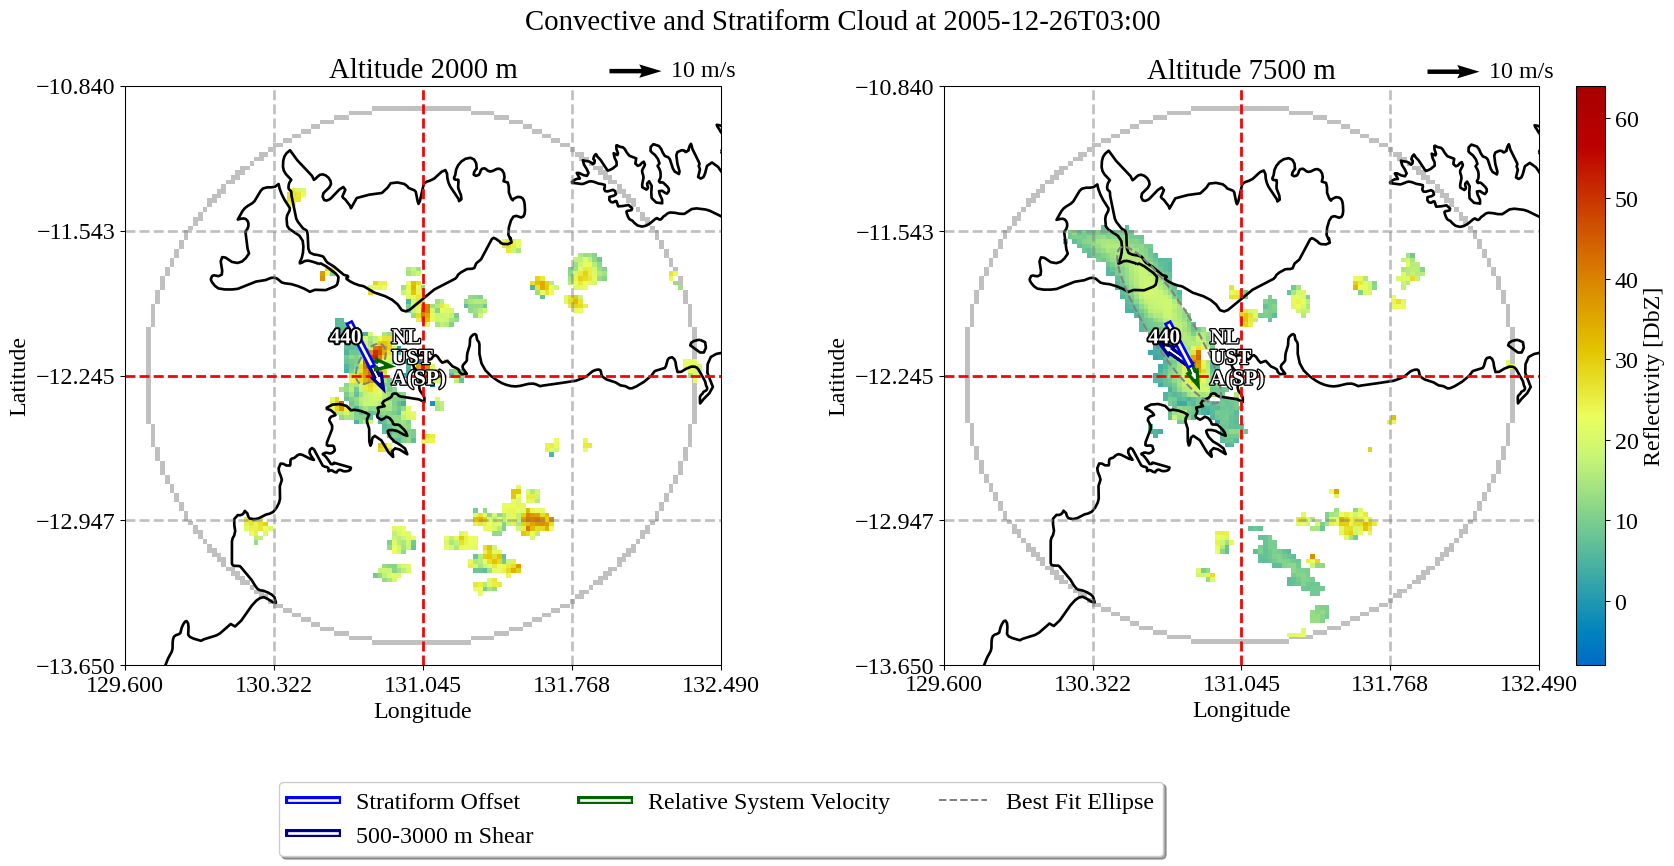 Convective and Stratiform Cloud at 2005-12-26T03:00
Altitude 2000 m
10 m/s
−10.840
−11.543
−12.245
−12.947
−13.650
129.600
130.322
131.045
131.768
132.490
Longitude
Latitude
440
NL
UST
A(SP)
Altitude 7500 m
10 m/s
−10.840
−11.543
−12.245
−12.947
−13.650
129.600
130.322
131.045
131.768
132.490
Longitude
Latitude
440
NL
UST
A(SP)
60
50
40
30
20
10
0
Reflectivity [DbZ]
Stratiform Offset
500-3000 m Shear
Relative System Velocity
Best Fit Ellipse